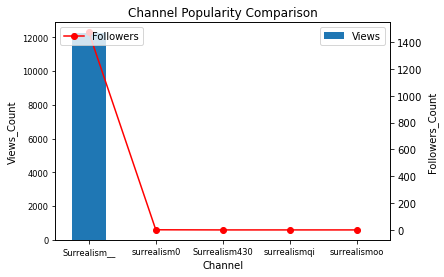 Channel Popularity Comparison
Followers
Views
12000
10000
8000
6000
4000
2000
0
Views_Count
1400
1200
1000
800
600
400
200
0
Followers_Count
Surrealism__ surrealism0 Surrealism430 surrealismqi surrealismoo
Channel